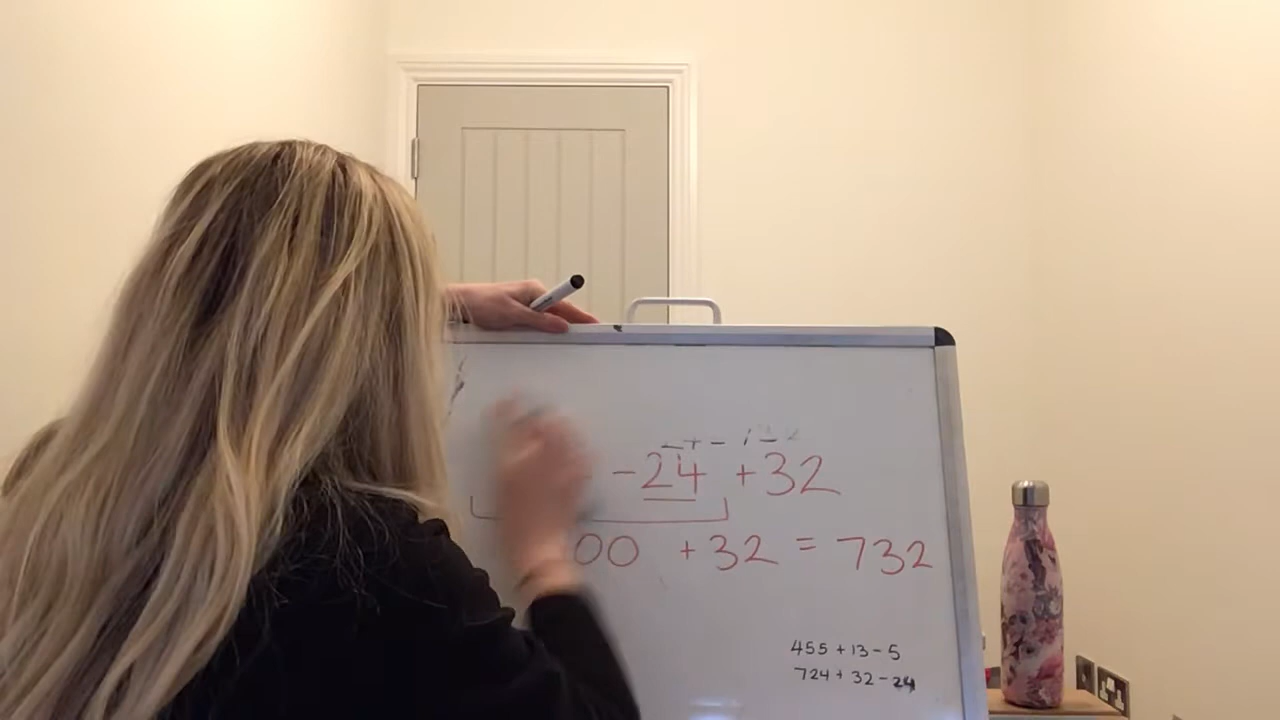 -24 +32
00 +32 = 732
455 + 13 - 5
724 + 32 - 24